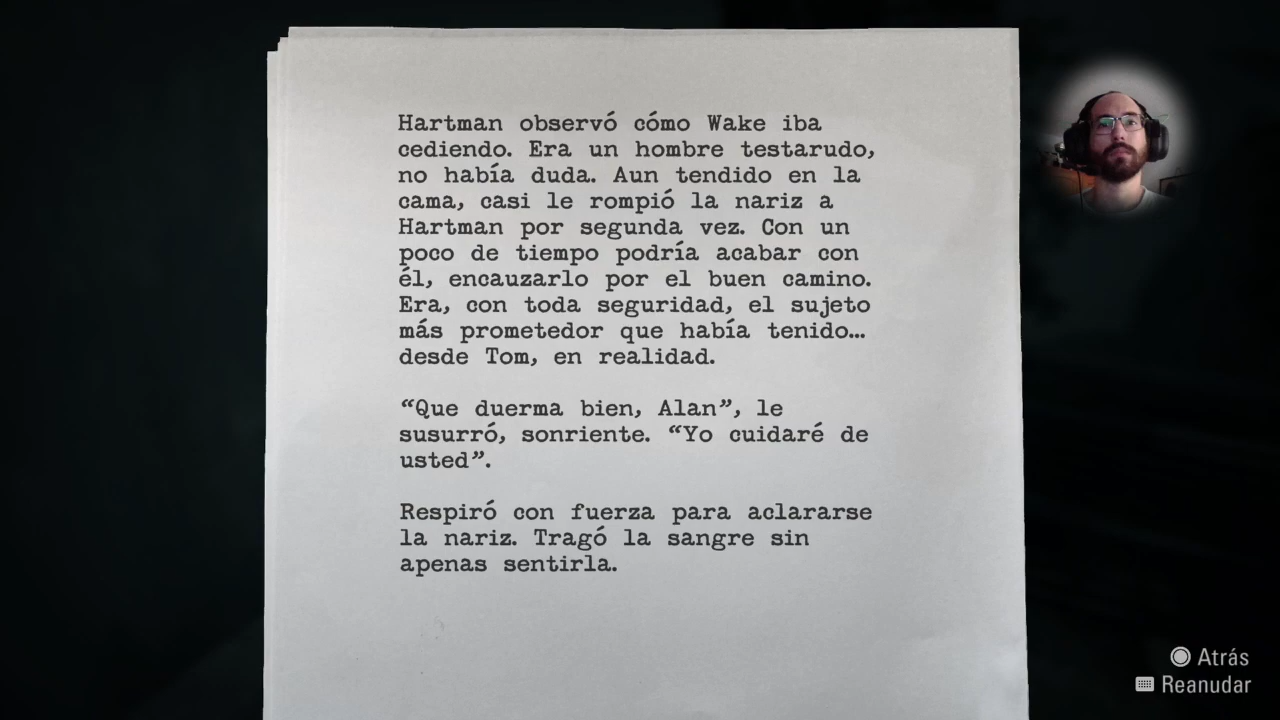 Hartman observó cómo Wake iba
cediendo. Era un hombre testarudo,
no había duda. Aun tendido en la
cama, casi le rompió la nariz a
Hartman por segunda vez. Con un
poco de tiempo podría acabar con
él, encauzarlo por el buen camino.
Era, con toda seguridad, el sujeto
más prometedor que había tenido…
desde Tom, en realidad.
“Que duerma bien, Alan”, le
susurró, sonriente. “Yo cuidaré de
usted”.
Respiró con fuerza para aclararse
la nariz. Tragó la sangre sin
apenas sentirla.
Atrás
Reanudar